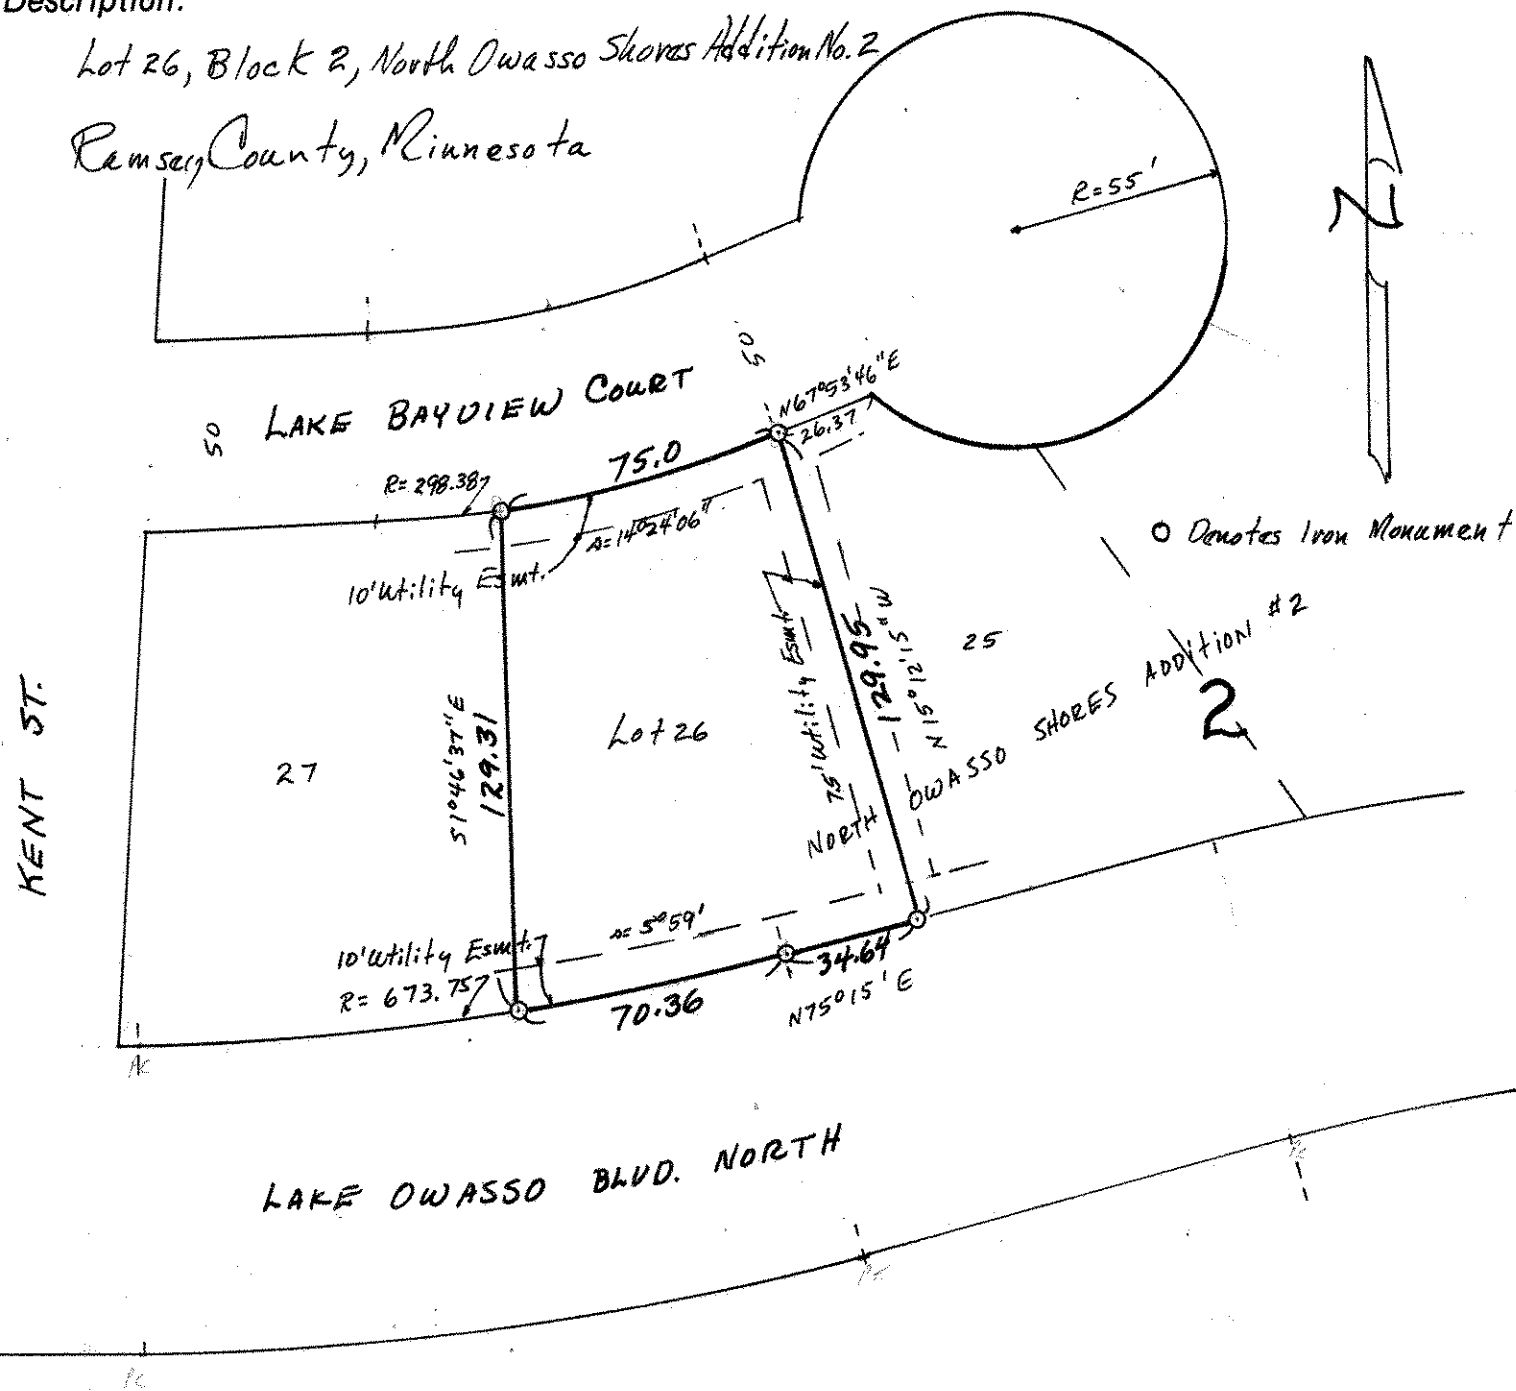 Description:
Lot 26, Block 2, North Owasso Shores Addition No. 2
Ramsey County, Minnesota
R=55'
N
50
LAKE BAYVIEW COURT
50
N67°53'46"E
26.37
75.0
R= 298.38
Δ=14°24'06"
10' Utility Esmt.
O Denotes Iron Monument
KENT ST.
27
S1°46'37"E
129.31
Lot 26
Utility Esmt.
129.95
N15°12'15"W
25
NORTH OWASSO SHORES ADDITION #2
2
10' Utility Esmt.
Δ= 5°59'
R= 673.75
70.36
34.64
N75°15'E
LAKE OWASSO BLVD. NORTH